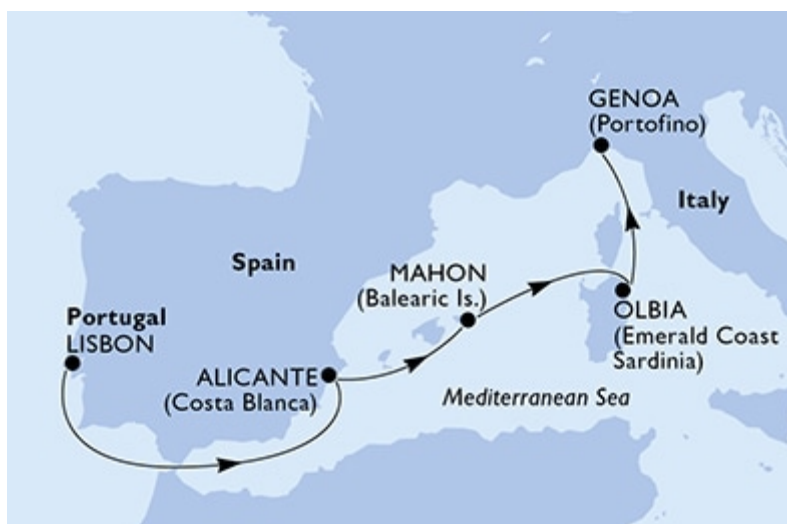 GENOA
(Portofino)
Italy
Spain
MAHON
(Balearic Is.)
Portugal
LISBON
OLBIA
(Emerald Coast
Sardinia)
ALICANTE
(Costa Blanca)
Mediterranean Sea